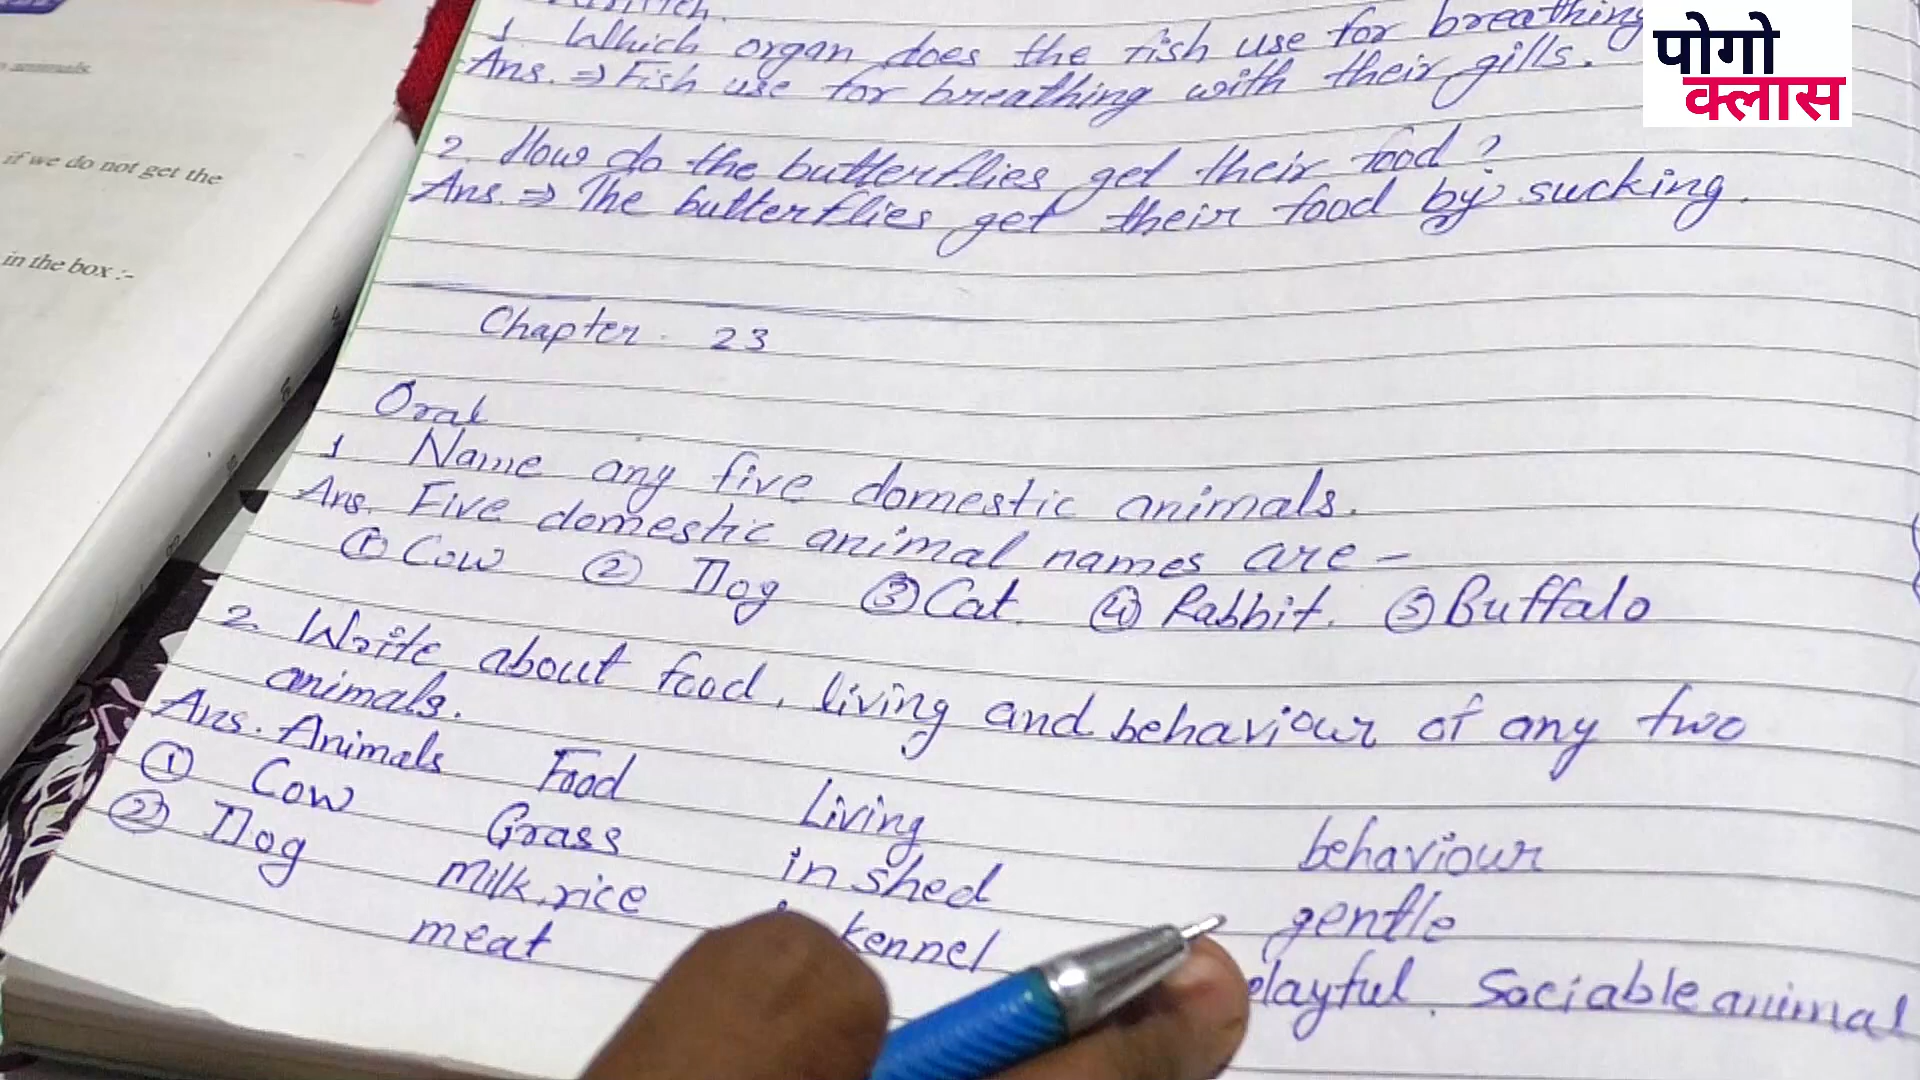 1. Which organ does the fish use for breathing
Ans. ⇒ Fish use for breathing with their gills.
2. How do the butterflies get their food ?
Ans. ⇒ The butterflies get their food by sucking.
Chapter. 23
Oral
1 Name any five domestic animals.
Ans. Five domestic animal names are -
① Cow ② Dog ③ Cat. ④ Rabbit. ⑤ Buffalo
2. Write about food, living and behaviour of any two
animals.
Ans. Animals Food Living behaviour
① Cow Grass in shed gentle
② Dog Milk, rice kennel playful. Sociable animal
meat
animals.
if we do not get the
in the box :-
पोगो
क्लास